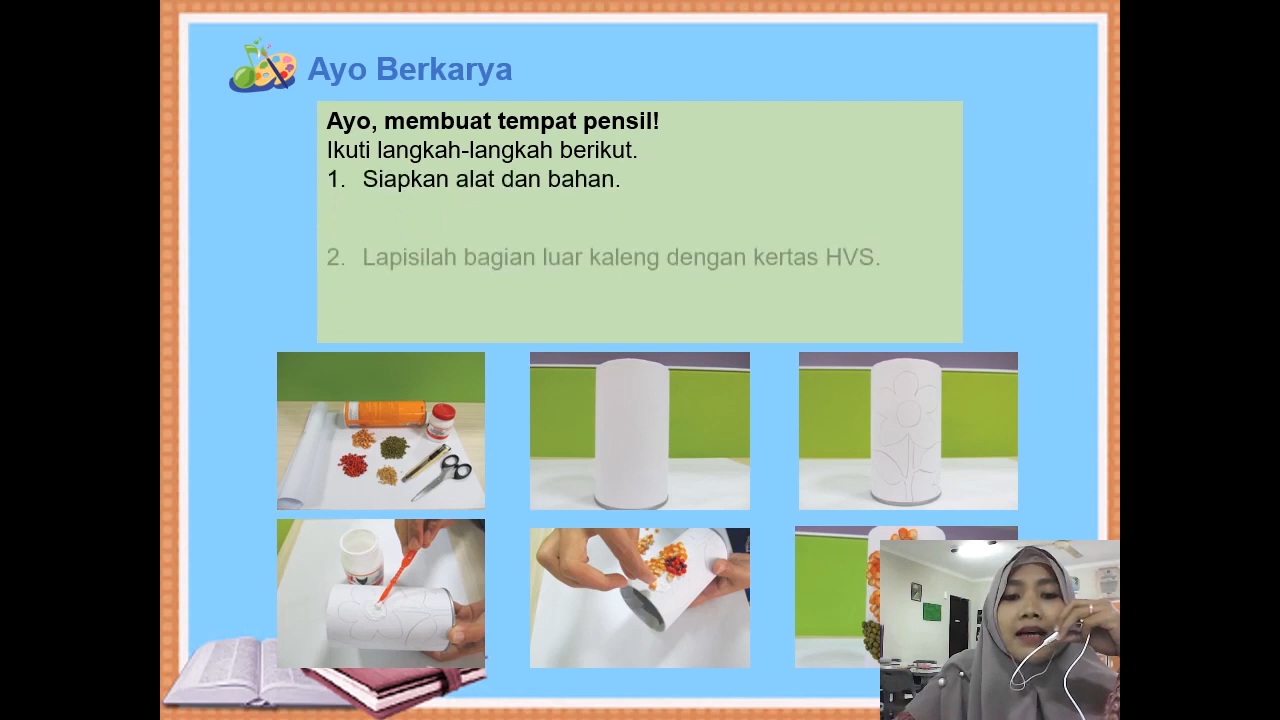 Ayo Berkarya
Ayo, membuat tempat pensil!
Ikuti langkah-langkah berikut.
1. Siapkan alat dan bahan.
2. Lapisilah bagian luar kaleng dengan kertas HVS.